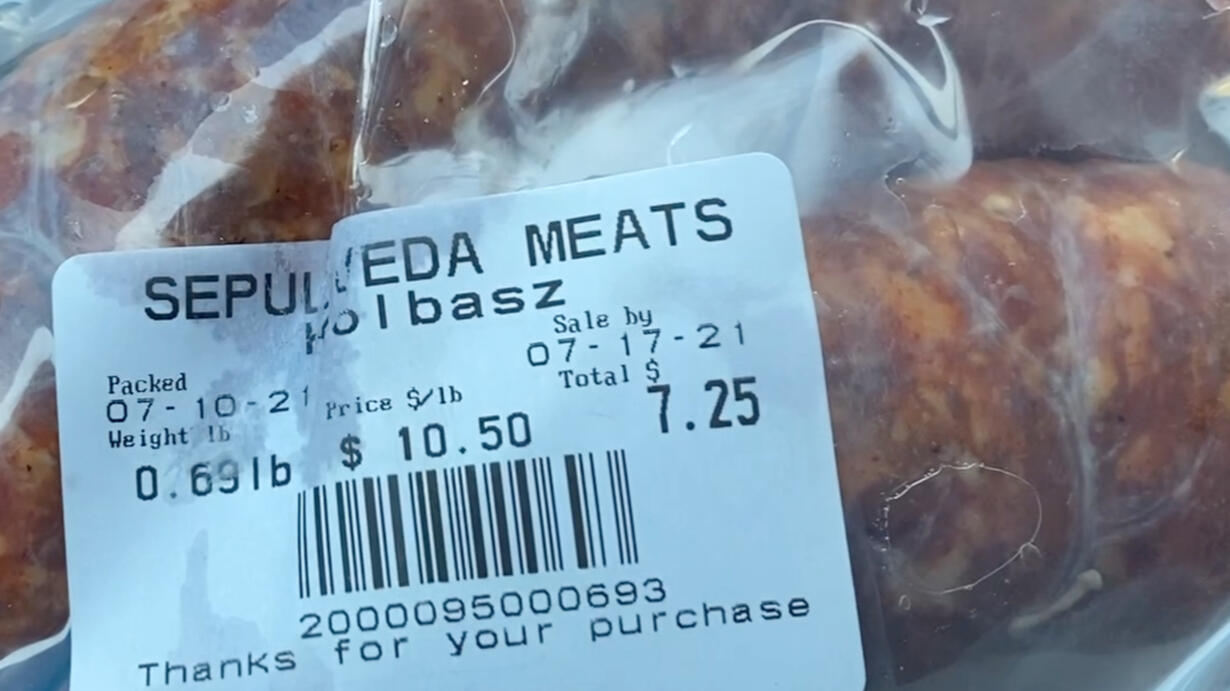 SEPULVEDA MEATS
Kolbasz
Sale by
07-17-21
Packed
07-10-21
Price $/lb
Total $
Weight lb
0.69lb
$ 10.50
7.25
2000095000693
Thanks for your purchase